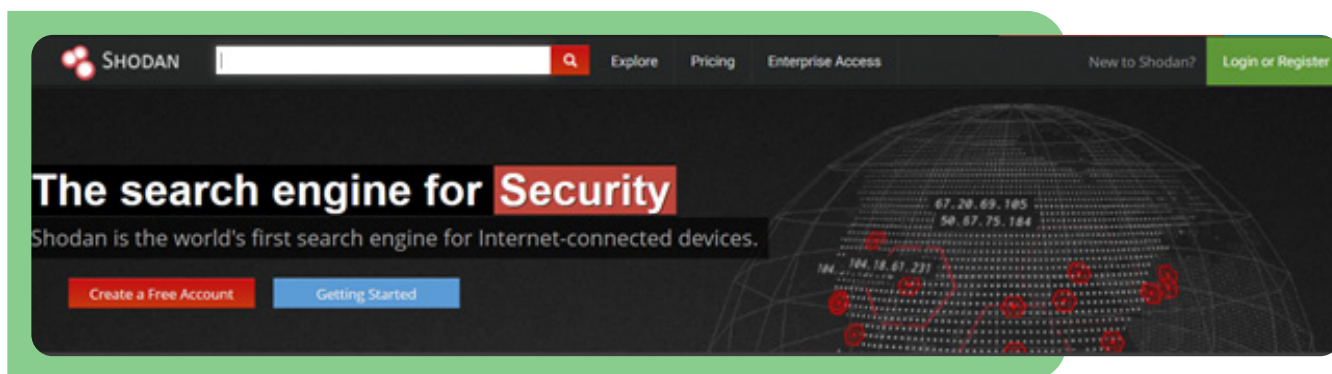 SHODAN Explore Pricing Enterprise Access New to Shodan? Login or Register
The search engine for Security
67.20.69.105
50.67.75.184
Shodan is the world's first search engine for Internet-connected devices.
104.18.61.231
Create a Free Account Getting Started